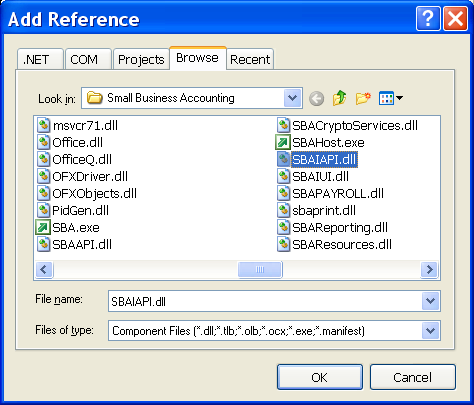 Add Reference
.NET COM Projects Browse Recent
Look in: Small Business Accounting
msvcr71.dll
Office.dll
OfficeQ.dll
OFXDriver.dll
OFXObjects.dll
PidGen.dll
SBA.exe
SBAAPI.dll
SBACryptoServices.dll
SBAHost.exe
SBAIAPI.dll
SBAIUI.dll
SBAPAYROLL.dll
sbaprint.dll
SBAReporting.dll
SBAResources.dll
File name: SBAIAPI.dll
Files of type: Component Files (*.dll;*.tlb;*.olb;*.ocx;*.exe;*.manifest)
OK Cancel